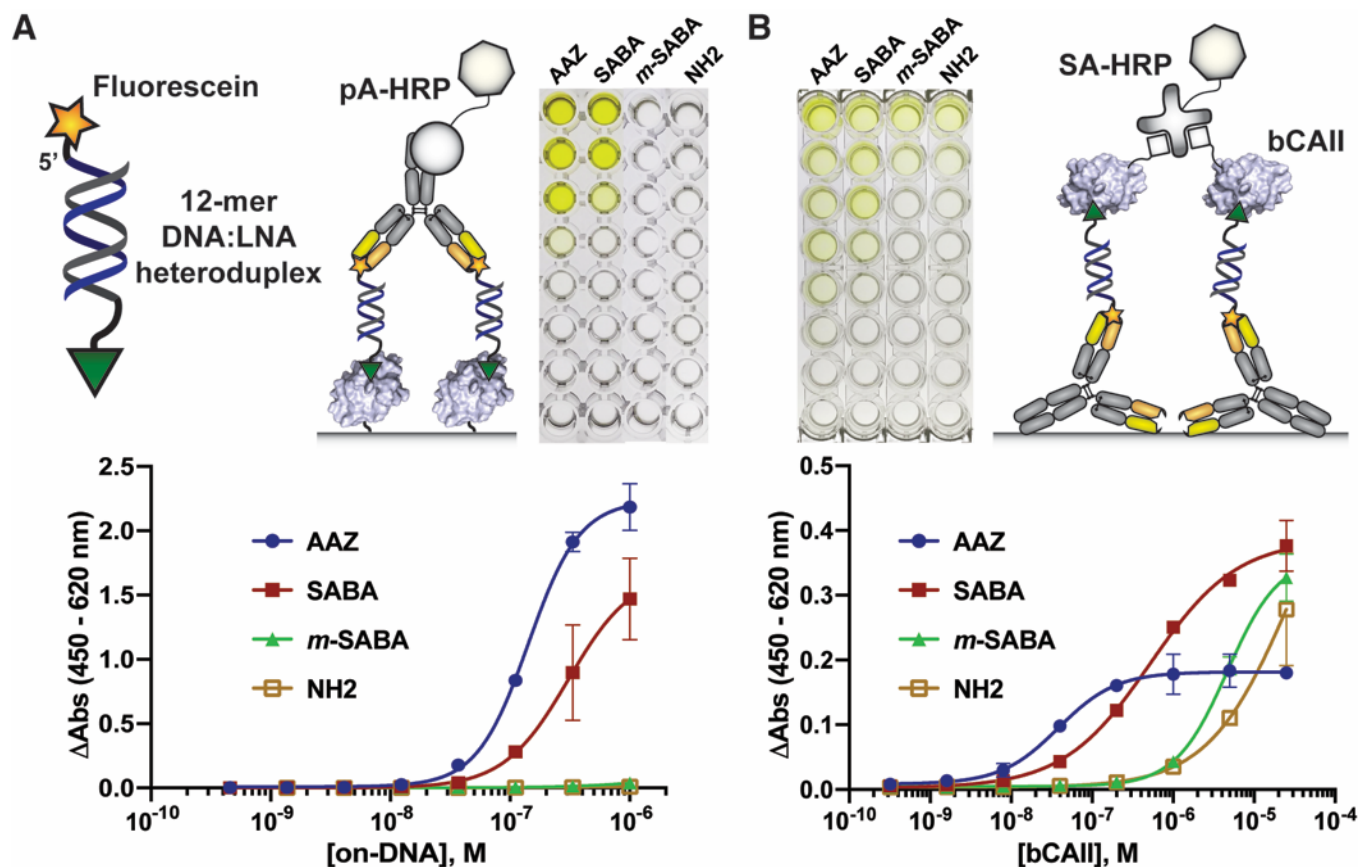 A
Fluorescein
5’
12-mer
DNA:LNA
heteroduplex
pA-HRP
AAZ
SABA
m-SABA
NH2
B
AAZ
SABA
m-SABA
NH2
SA-HRP
bCAII
ΔAbs (450 - 620 nm)
2.5
2.0
1.5
1.0
0.5
0.0
AAZ
SABA
m-SABA
NH2
10⁻¹⁰ 10⁻⁹ 10⁻⁸ 10⁻⁷ 10⁻⁶
[on-DNA], M
ΔAbs (450 - 620 nm)
0.5
0.4
0.3
0.2
0.1
0.0
AAZ
SABA
m-SABA
NH2
10⁻¹⁰ 10⁻⁹ 10⁻⁸ 10⁻⁷ 10⁻⁶ 10⁻⁵ 10⁻⁴
[bCAII], M